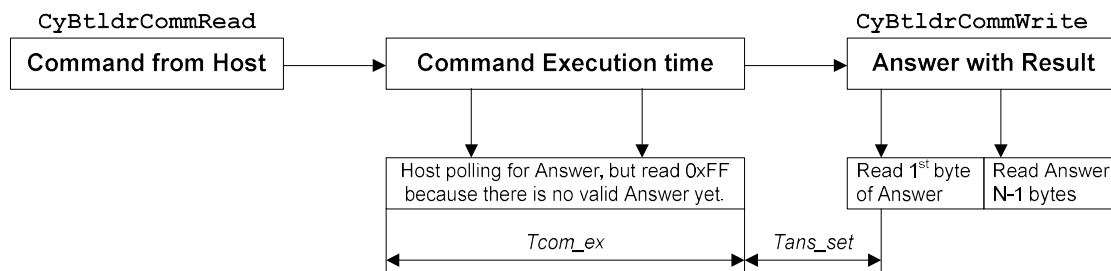 CyBtldrCommRead
CyBtldrCommWrite
Command from Host
Command Execution time
Answer with Result
Host polling for Answer, but read 0xFF
because there is no valid Answer yet.
Read 1st byte
of Answer
Read Answer
N-1 bytes
Tcom_ex
Tans_set